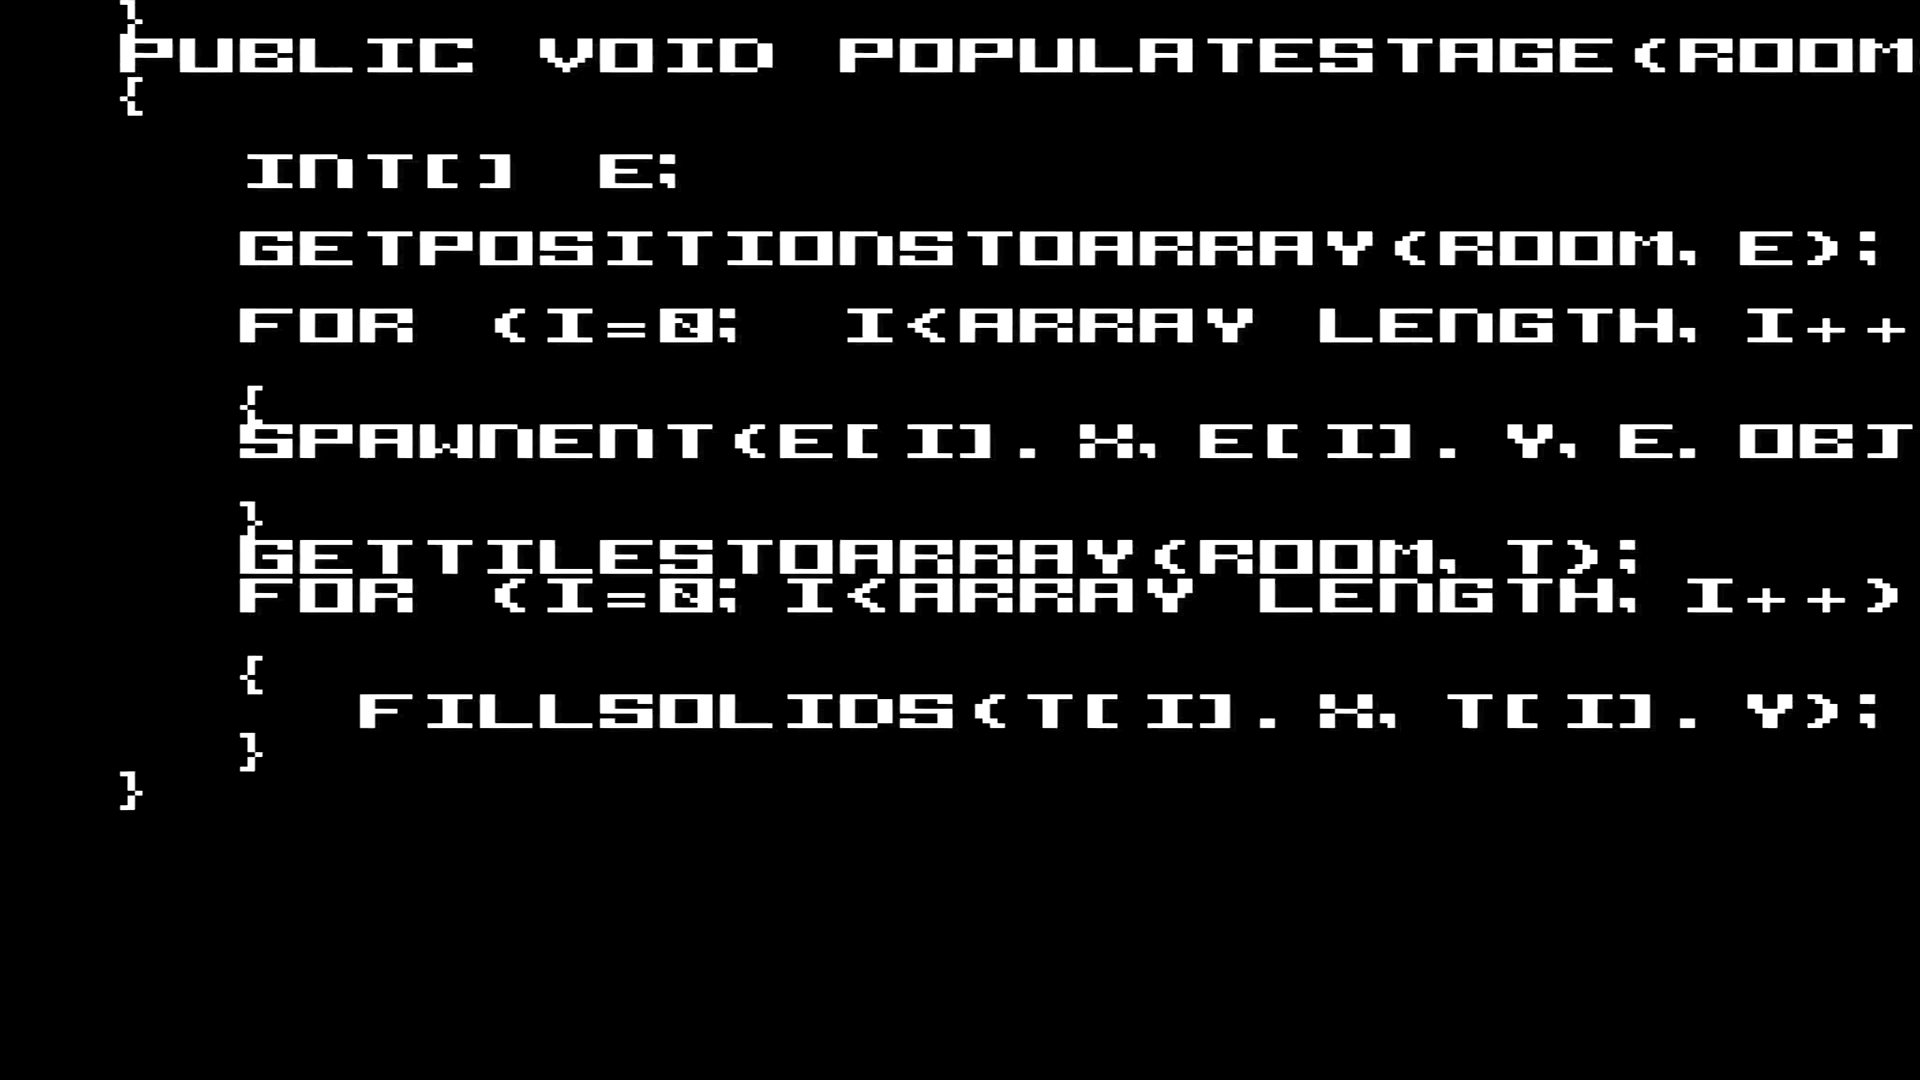 }
PUBLIC VOID POPULATESTAGE(ROOM
{
INT[] E;
GETPOSITIONSTOARRAY(ROOM, E);
FOR (I=0; I<ARRAY LENGTH, I++
{
SPAWNENT(E[I].X, E[I].Y, E.OBJ
}
GETTILESTOARRAY(ROOM, T);
FOR (I=0; I<ARRAY LENGTH, I++)
{
FILLSOLIDS(T[I].X, T[I].Y);
}
}